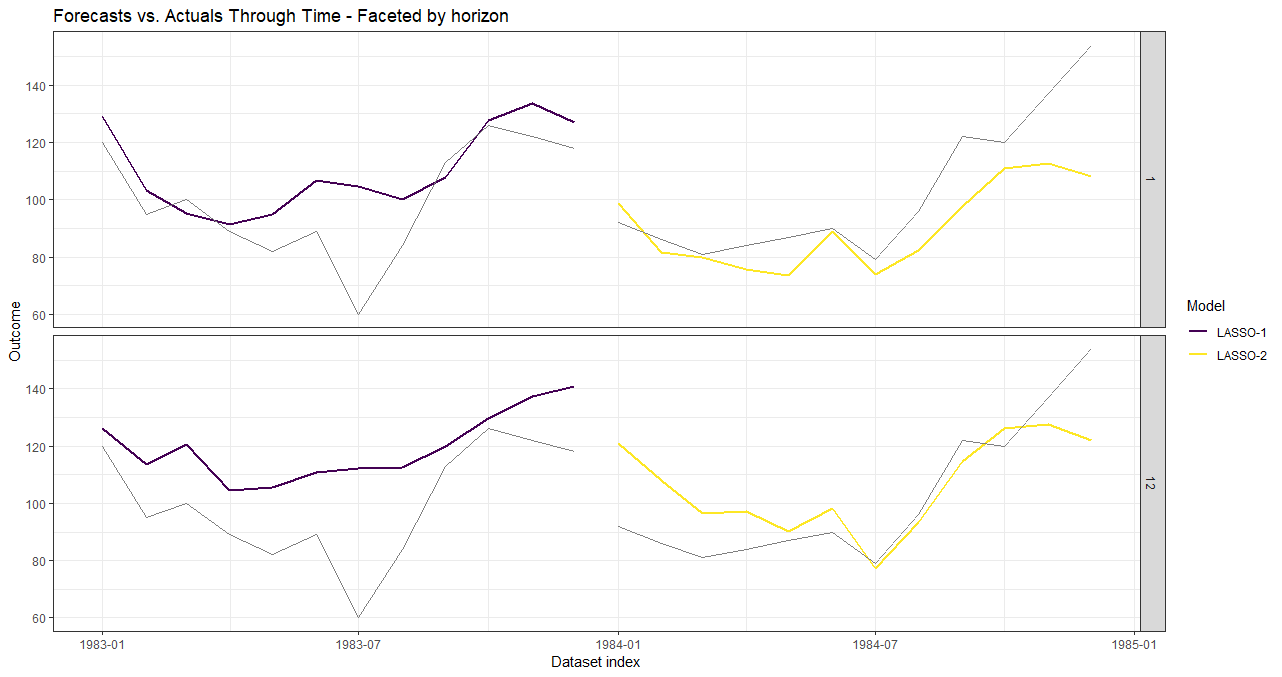 Forecasts vs. Actuals Through Time - Faceted by horizon
Outcome
140
120
100
80
60
1
140
120
100
80
60
12
1983-01
1983-07
1984-01
1984-07
1985-01
Dataset index
Model
LASSO-1
LASSO-2